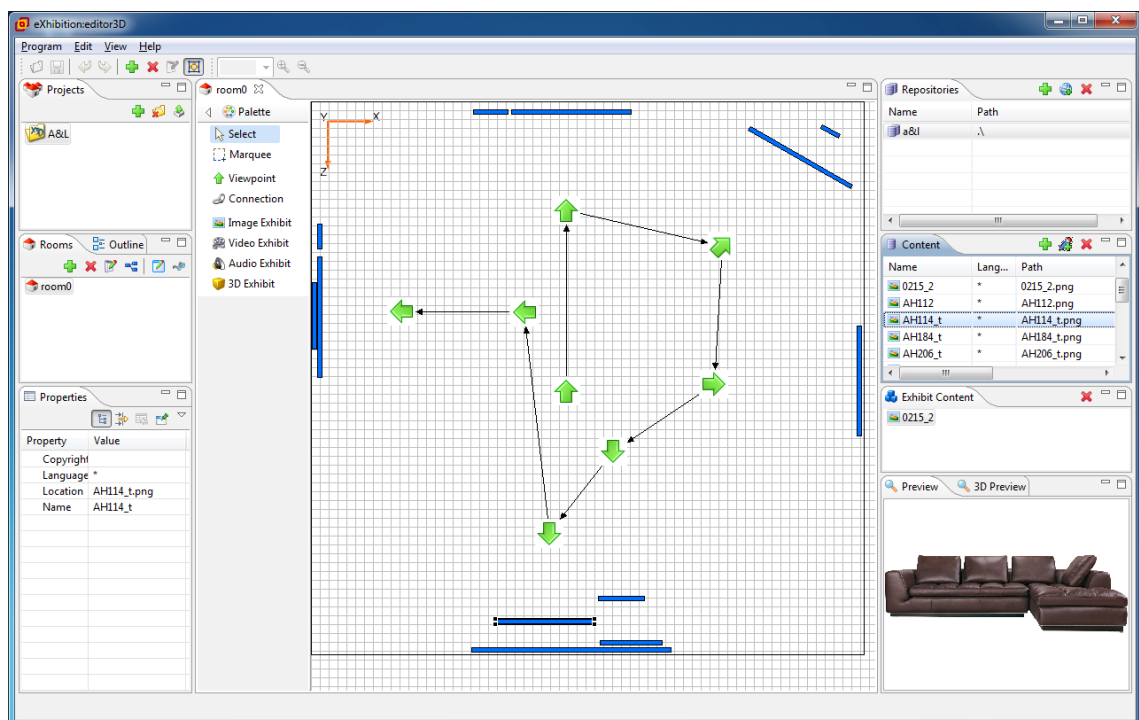 eXhibition:editor3D
Program Edit View Help
Projects
A&L
Rooms Outline
room0
Properties
Property Value
Copyright
Language *
Location AH114_t.png
Name AH114_t
room0
Palette
Select
Marquee
Viewpoint
Connection
Image Exhibit
Video Exhibit
Audio Exhibit
3D Exhibit
Y X
Z
Repositories
Name Path
a&l .\
Content
Name Lang... Path
0215_2 * 0215_2.png
AH112 * AH112.png
AH114_t * AH114_t.png
AH184_t * AH184_t.png
AH206_t * AH206_t.png
Exhibit Content
0215_2
Preview 3D Preview